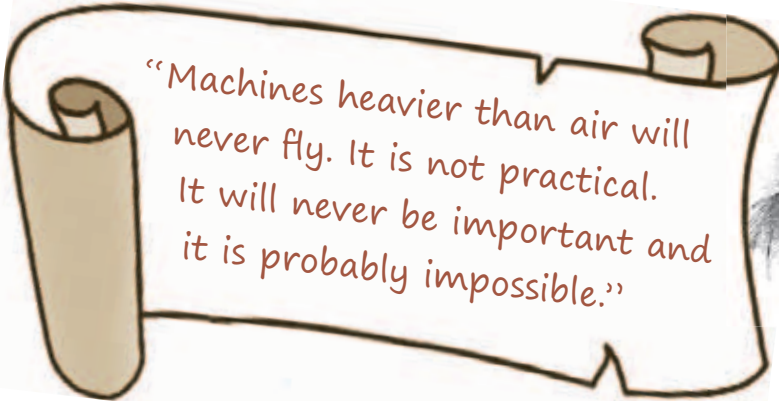 “Machines heavier than air will
never fly. It is not practical.
It will never be important and
it is probably impossible.”